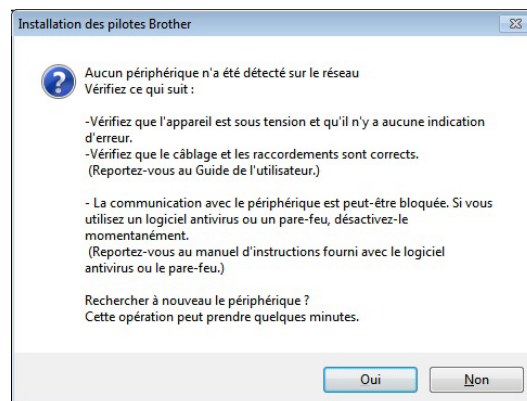 Installation des pilotes Brother
Aucun périphérique n'a été détecté sur le réseau
Vérifiez ce qui suit :
-Vérifiez que l'appareil est sous tension et qu'il n'y a aucune indication
d'erreur.
-Vérifiez que le câblage et les raccordements sont corrects.
(Reportez-vous au Guide de l'utilisateur.)
- La communication avec le périphérique est peut-être bloquée. Si vous
utilisez un logiciel antivirus ou un pare-feu, désactivez-le
momentanément.
(Reportez-vous au manuel d'instructions fourni avec le logiciel
antivirus ou le pare-feu.)
Rechercher à nouveau le périphérique ?
Cette opération peut prendre quelques minutes.
Oui
Non